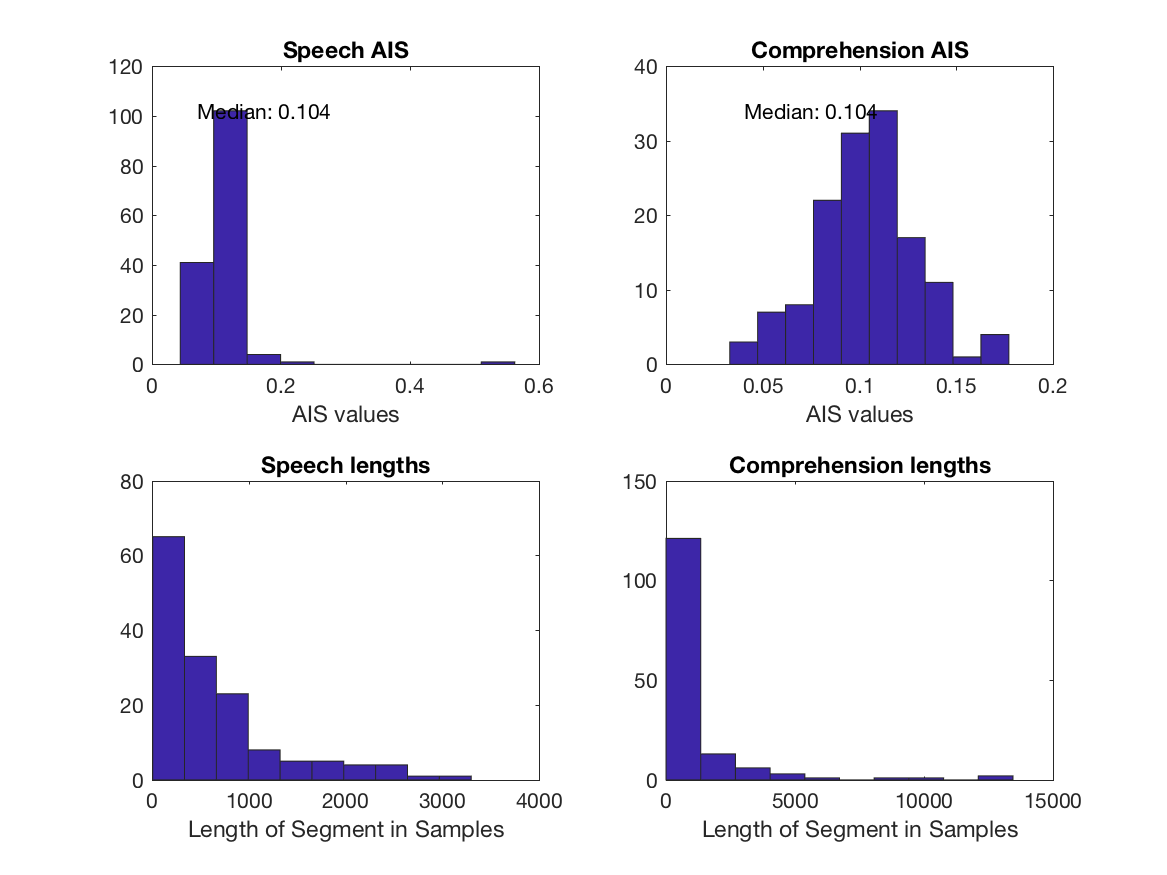 Speech AIS
120
100
80
60
40
20
0
Median: 0.104
0 0.2 0.4 0.6
AIS values
Comprehension AIS
40
30
20
10
0
Median: 0.104
0 0.05 0.1 0.15 0.2
AIS values
Speech lengths
80
60
40
20
0
0 1000 2000 3000 4000
Length of Segment in Samples
Comprehension lengths
150
100
50
0
0 5000 10000 15000
Length of Segment in Samples